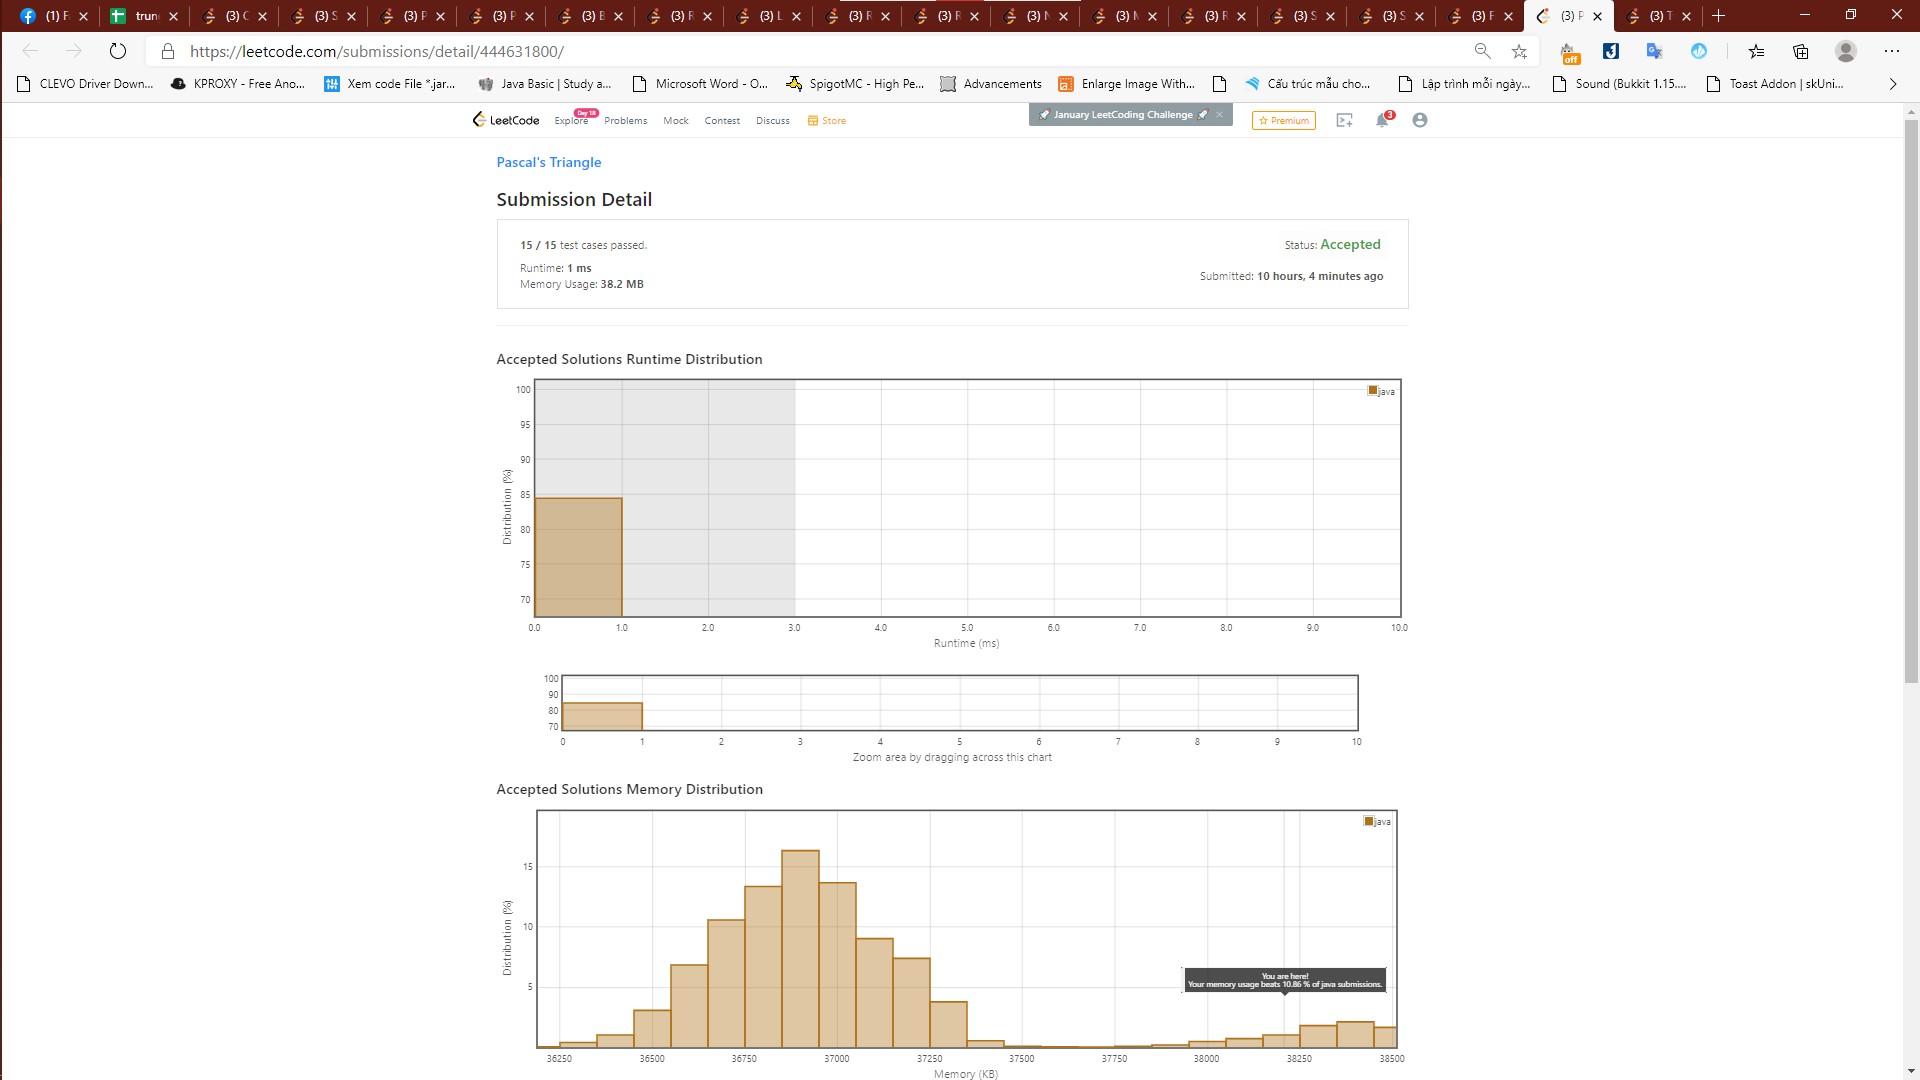 (1) F
trun
(3) C
(3) S
(3) P
(3) P
(3) B
(3) R
(3) L
(3) R
(3) R
(3) N
(3) M
(3) R
(3) S
(3) S
(3) F
(3) P
(3) T
https://leetcode.com/submissions/detail/444631800/
off
CLEVO Driver Down...
KPROXY - Free Ano...
Xem code File *.jar...
Java Basic | Study a...
Microsoft Word - O...
SpigotMC - High Pe...
Advancements
Enlarge Image With...
Cấu trúc mẫu cho...
Lập trình mỗi ngày...
Sound (Bukkit 1.15....
Toast Addon | skUni...
LeetCode
Explore
Day 18
Problems
Mock
Contest
Discuss
Store
January LeetCoding Challenge
Premium
3
Pascal's Triangle
Submission Detail
15 / 15 test cases passed.
Status: Accepted
Runtime: 1 ms
Submitted: 10 hours, 4 minutes ago
Memory Usage: 38.2 MB
Accepted Solutions Runtime Distribution
java
100
95
90
85
80
75
70
Distribution (%)
0.0 1.0 2.0 3.0 4.0 5.0 6.0 7.0 8.0 9.0 10.0
Runtime (ms)
100
90
80
70
0 1 2 3 4 5 6 7 8 9 10
Zoom area by dragging across this chart
Accepted Solutions Memory Distribution
java
15
10
5
Distribution (%)
You are here!
Your memory usage beats 10.86 % of java submissions.
36250 36500 36750 37000 37250 37500 37750 38000 38250 38500
Memory (KB)